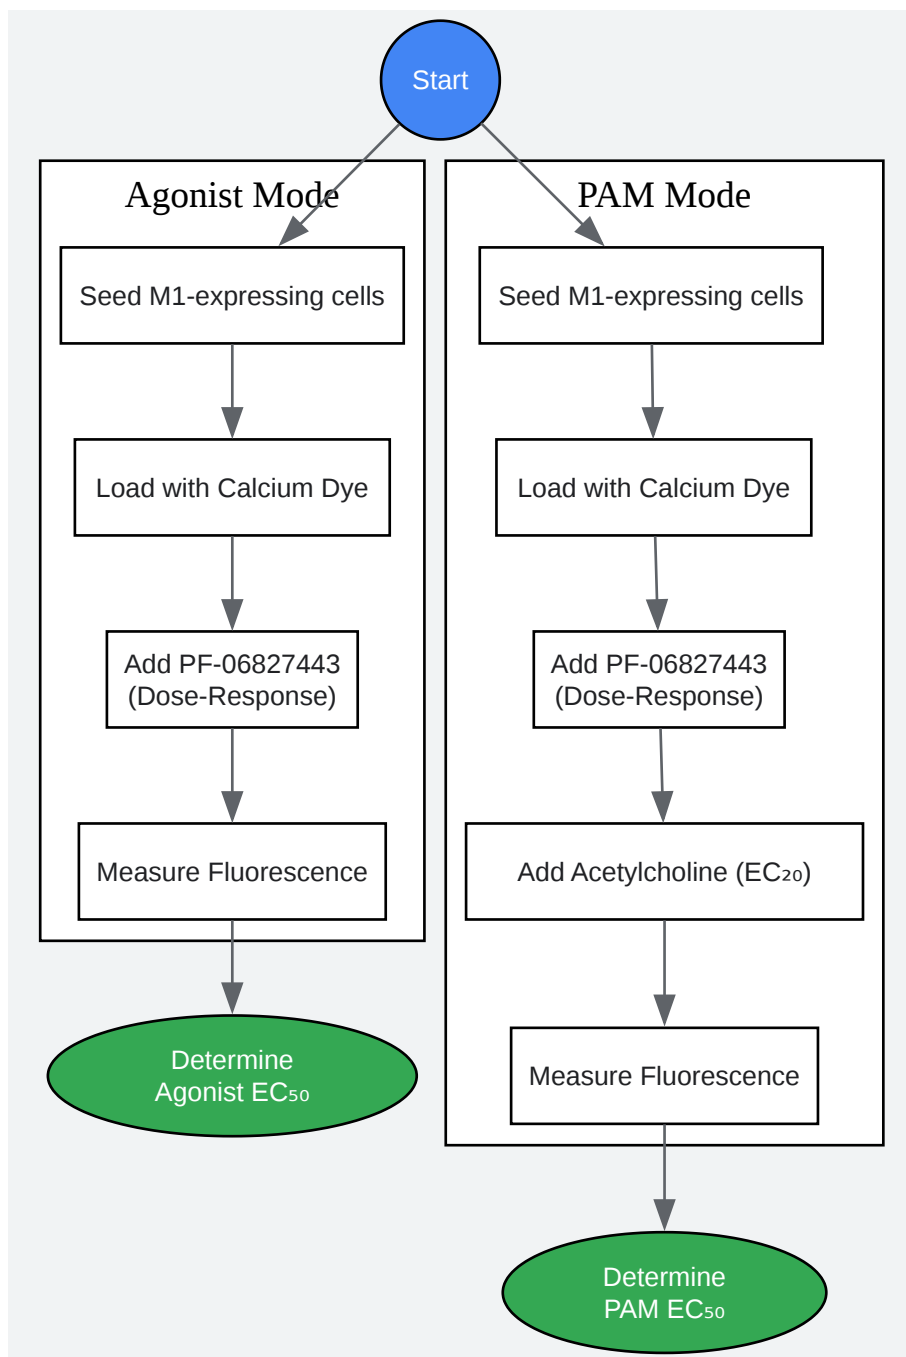 Start
Agonist Mode
Seed M1-expressing cells
Load with Calcium Dye
Add PF-06827443
(Dose-Response)
Measure Fluorescence
Determine
Agonist EC₅₀
PAM Mode
Seed M1-expressing cells
Load with Calcium Dye
Add PF-06827443
(Dose-Response)
Add Acetylcholine (EC₂₀)
Measure Fluorescence
Determine
PAM EC₅₀